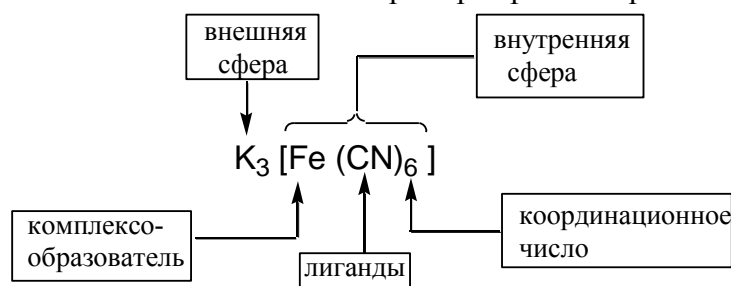 внешняя
сфера
внутренняя
сфера
K3 [Fe (CN)6 ]
комплексо-
образователь
лиганды
координационное
число